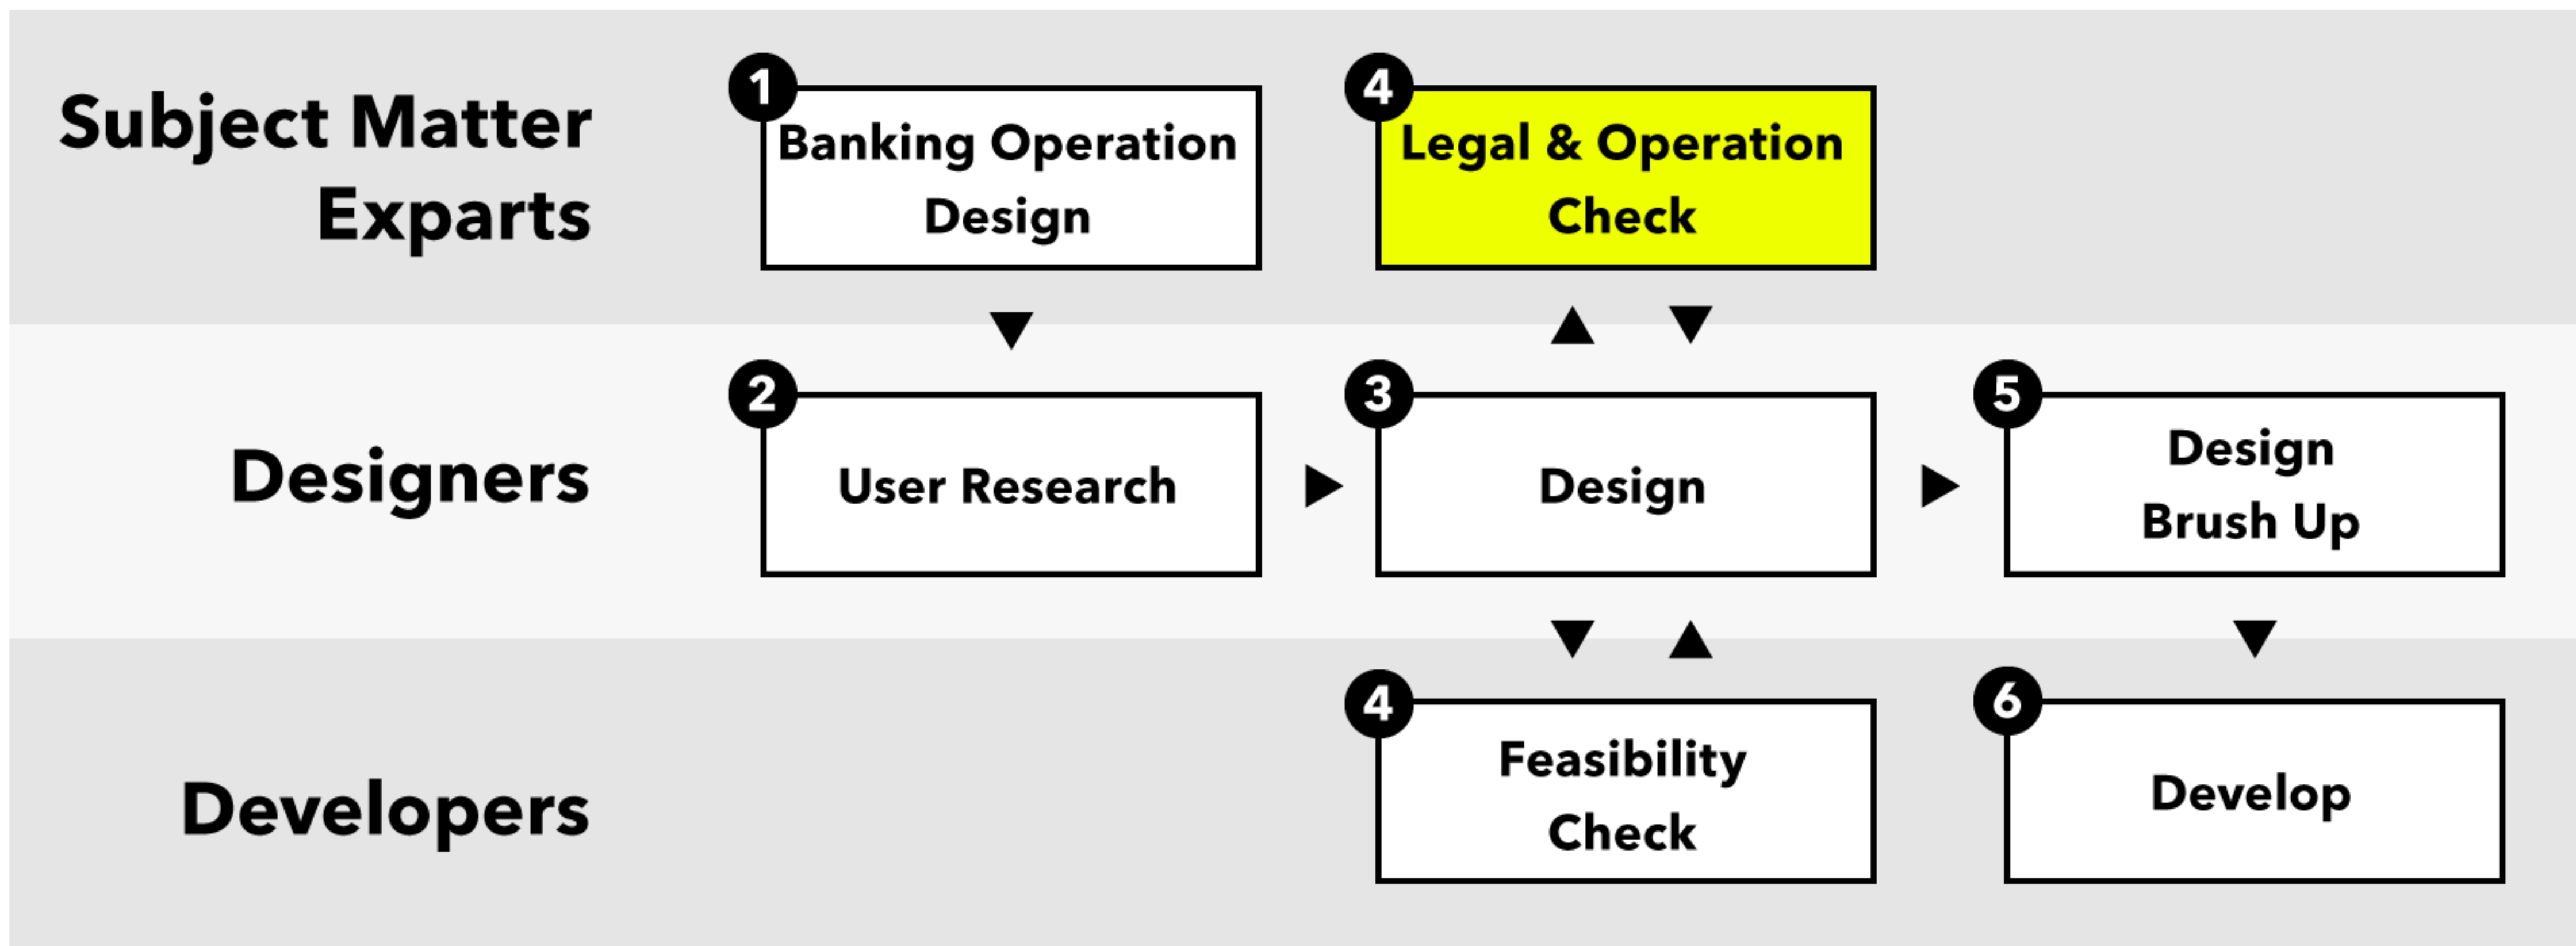 Subject Matter
Exparts
1
Banking Operation
Design
4
Legal & Operation
Check
Designers
2
User Research
3
Design
5
Design
Brush Up
Developers
4
Feasibility
Check
6
Develop